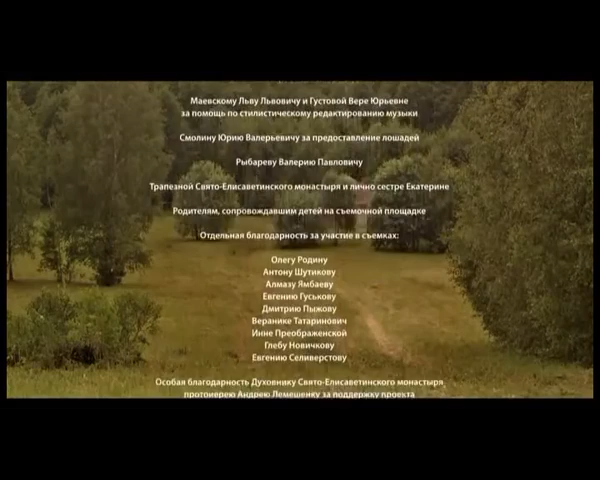 Маевскому Льву Львовичу и Густовой Вере Юрьевне
за помощь по стилистическому редактированию музыки
Смолину Юрию Валерьевичу за предоставление лошадей
Рыбареву Валерию Павловичу
Трапезной Свято-Елисаветинского монастыря и лично сестре Екатерине
Родителям, сопровождавшим детей на съемочной площадке
Отдельная благодарность за участие в съемках:
Олегу Родину
Антону Шутикову
Алмазу Ямбаеву
Евгению Гуськову
Дмитрию Пыжову
Веранике Татаринович
Инне Преображенской
Глебу Новичкову
Евгению Селиверстову
Особая благодарность Духовнику Свято-Елисаветинского монастыря
протоиерею Андрею Лемешенку за поддержку проекта